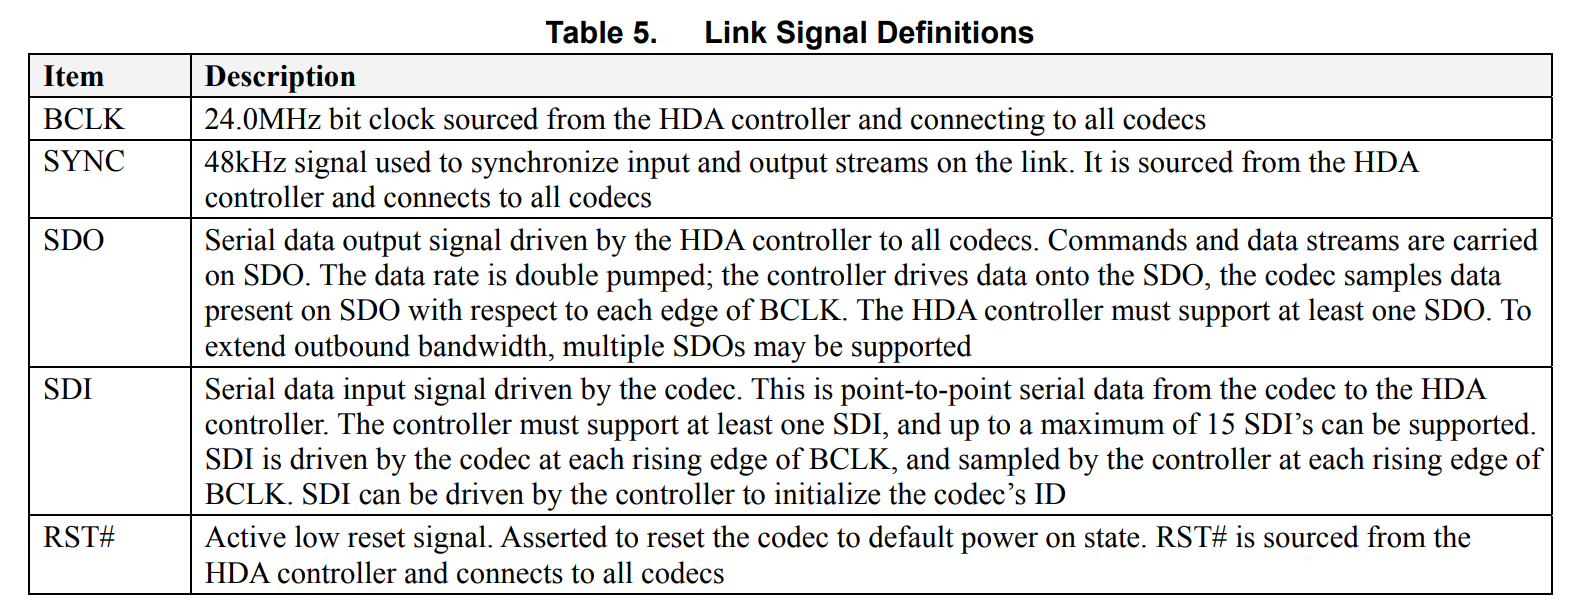 Table 5. Link Signal Definitions
Item Description
BCLK 24.0MHz bit clock sourced from the HDA controller and connecting to all codecs
SYNC 48kHz signal used to synchronize input and output streams on the link. It is sourced from the HDA
controller and connects to all codecs
SDO Serial data output signal driven by the HDA controller to all codecs. Commands and data streams are carried
on SDO. The data rate is double pumped; the controller drives data onto the SDO, the codec samples data
present on SDO with respect to each edge of BCLK. The HDA controller must support at least one SDO. To
extend outbound bandwidth, multiple SDOs may be supported
SDI Serial data input signal driven by the codec. This is point-to-point serial data from the codec to the HDA
controller. The controller must support at least one SDI, and up to a maximum of 15 SDI’s can be supported.
SDI is driven by the codec at each rising edge of BCLK, and sampled by the controller at each rising edge of
BCLK. SDI can be driven by the controller to initialize the codec’s ID
RST# Active low reset signal. Asserted to reset the codec to default power on state. RST# is sourced from the
HDA controller and connects to all codecs